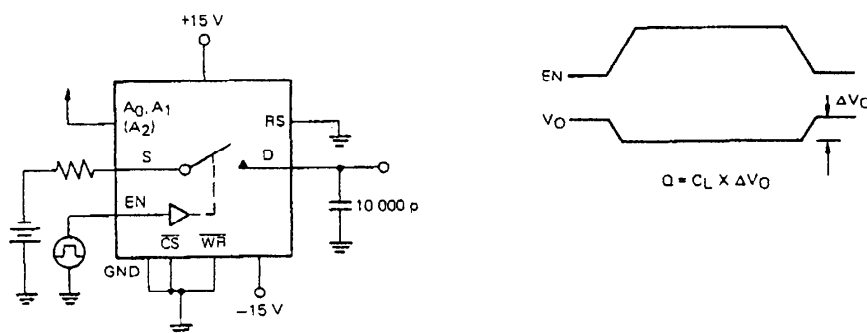 +15 V
A0, A1
(A2)
RS
S
D
EN
10 000 p
CS WR
GND
−15 V
EN
VO
ΔVO
Q = CL X ΔVO